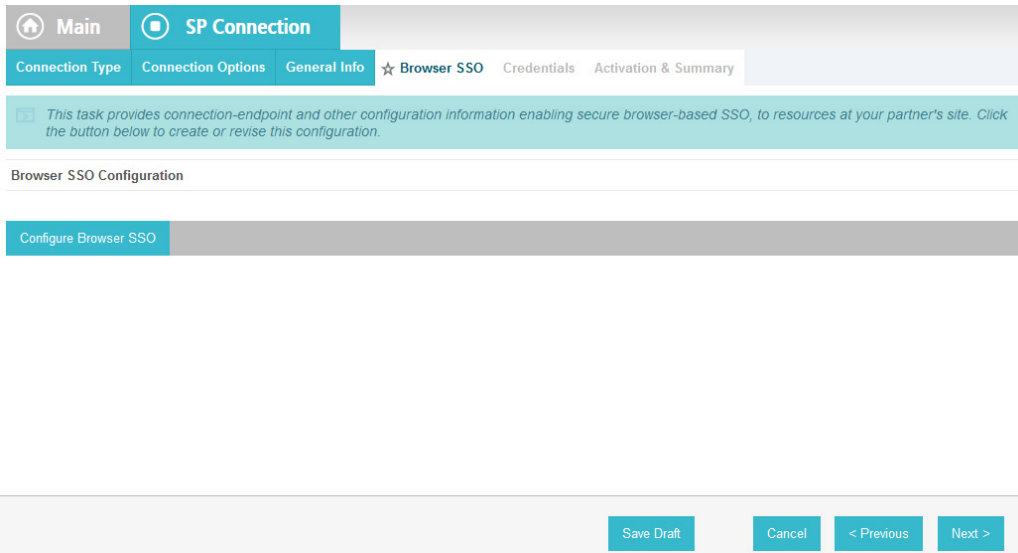 Main SP Connection
Connection Type Connection Options General Info Browser SSO Credentials Activation & Summary
This task provides connection-endpoint and other configuration information enabling secure browser-based SSO, to resources at your partner's site. Click
the button below to create or revise this configuration.
Browser SSO Configuration
Configure Browser SSO
Save Draft Cancel < Previous Next >